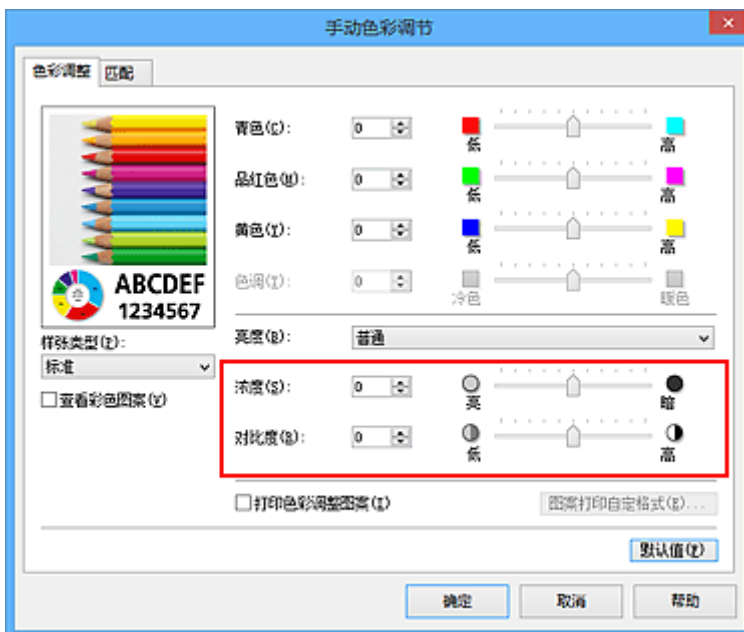 手动色彩调节
色彩调整 匹配
青色(C): 0 低 高
品红色(M): 0 低 高
黄色(Y): 0 低 高
色调(T): 0 冷色 暖色
ABCDEF
1234567
样张类型(P):
标准
查看彩色图案(V)
亮度(B): 普通
浓度(S): 0 亮 暗
对比度(R): 0 低 高
打印色彩调整图案(I) 图案打印自定格式(E)...
默认值(F)
确定 取消 帮助